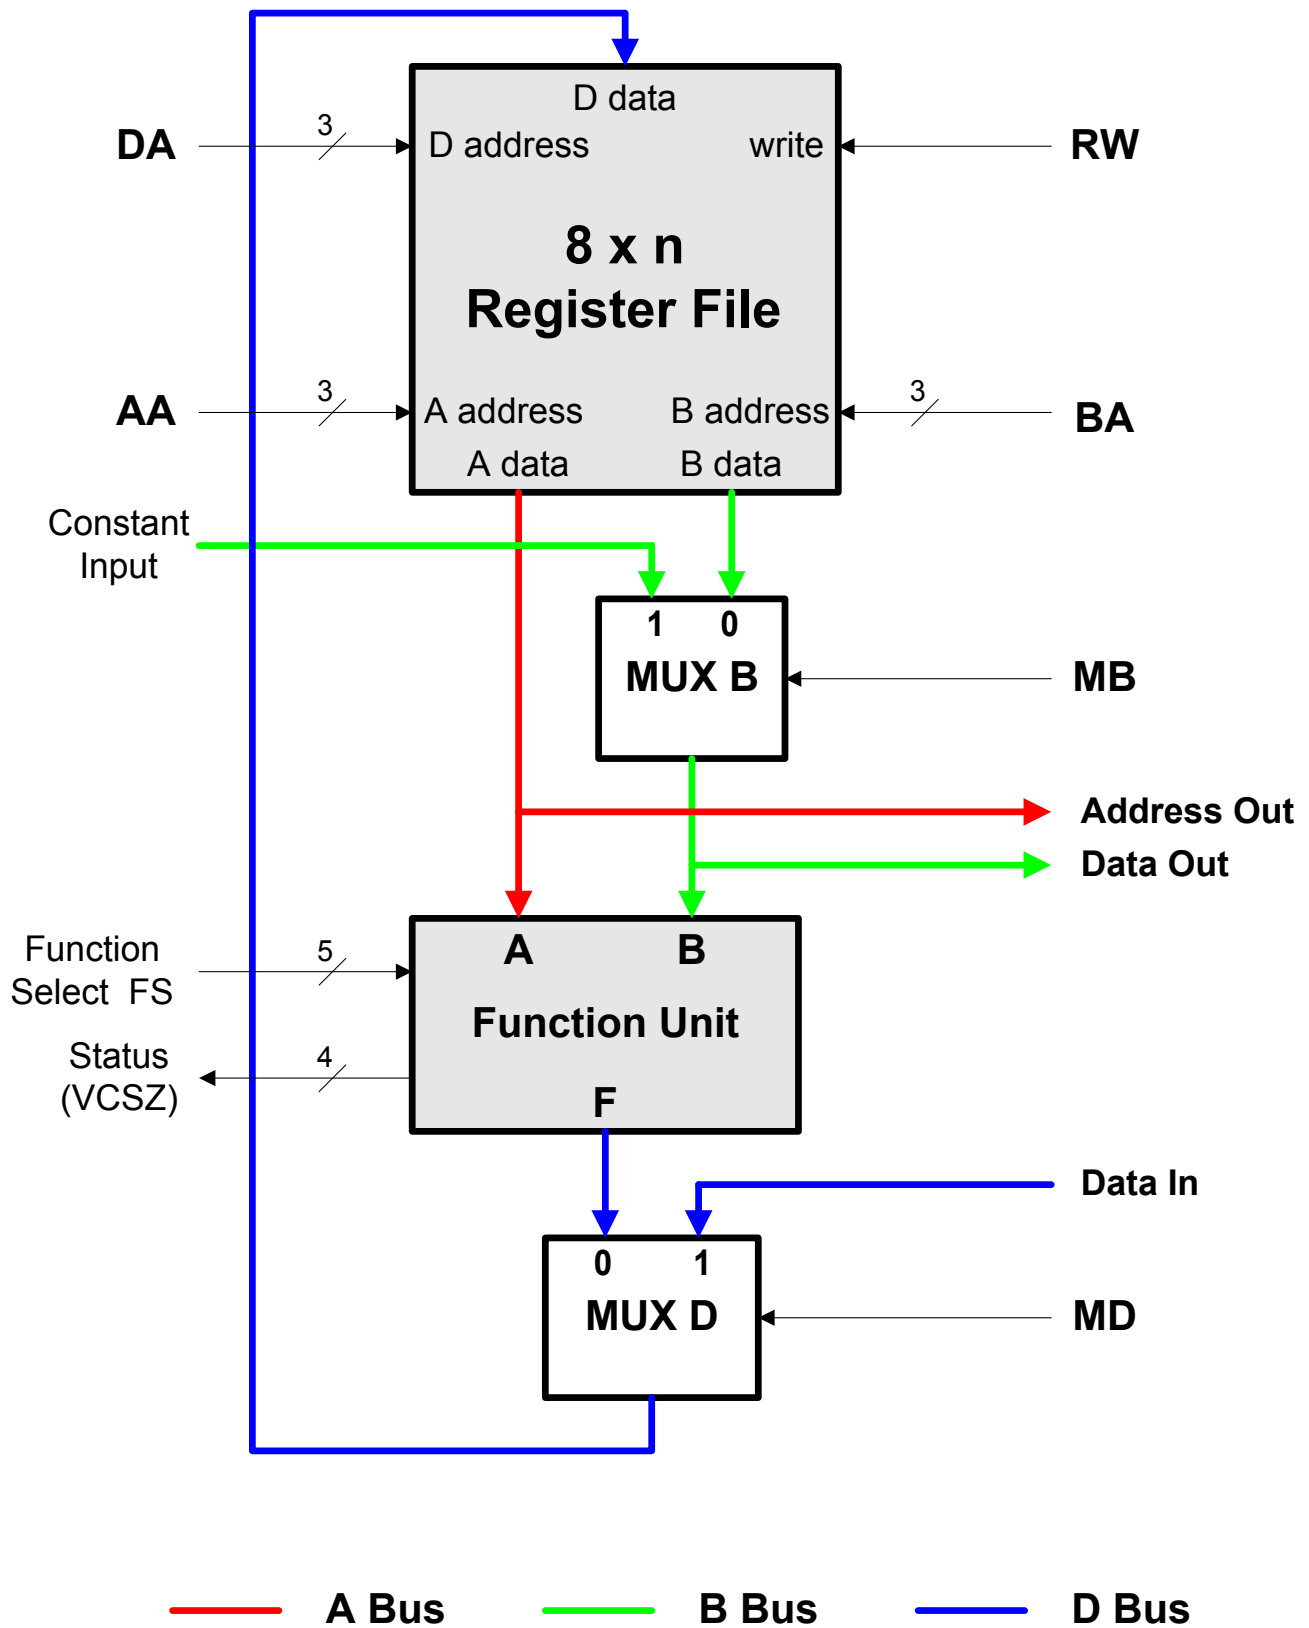 D data
DA
3
D address
write
RW
8 x n
Register File
AA
3
A address
B address
3
BA
A data
B data
Constant
Input
1
0
MUX B
MB
Address Out
Data Out
Function
Select FS
5
A
B
Function Unit
Status
(VCSZ)
4
F
Data In
0
1
MUX D
MD
A Bus
B Bus
D Bus